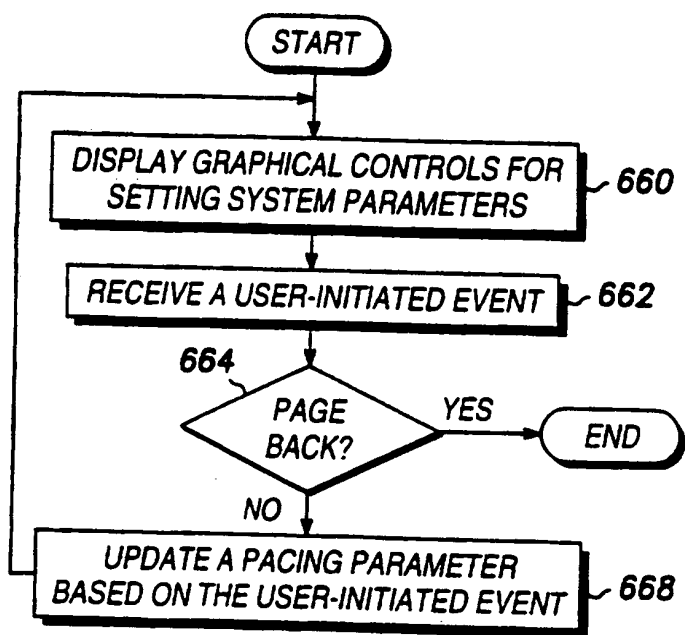 START
DISPLAY GRAPHICAL CONTROLS FOR
SETTING SYSTEM PARAMETERS
660
RECEIVE A USER-INITIATED EVENT
662
664
PAGE
BACK?
YES
END
NO
UPDATE A PACING PARAMETER
BASED ON THE USER-INITIATED EVENT
668